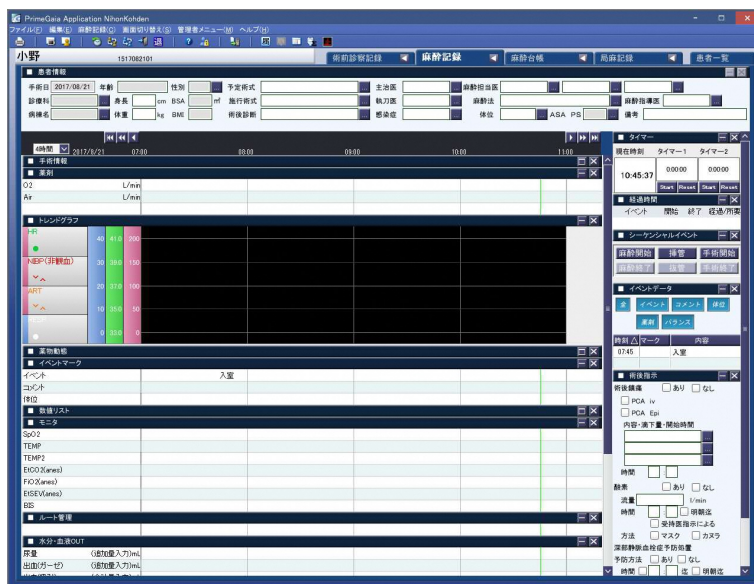 PrimeGaia Application NihonKohden
ファイル(F) 編集(E) 麻酔記録(C) 画面切り替え(S) 管理者メニュー(M) ヘルプ(H)
小野 1517082101 術前診察記録 麻酔記録 麻酔台帳 局麻記録 患者一覧
■ 患者情報
手術日 2017/08/21 年齢 性別 予定術式 主治医 麻酔担当医
診療科 身長 cm BSA ㎡ 施行術式 執刀医 麻酔法 麻酔指導医
病棟名 体重 kg BMI 術後診断 感染症 体位 ASA PS 備考
4時間 2017/8/21 07:00 08:00 09:00 10:00 11:00
■ 手術情報
■ 薬剤
O2 L/min
Air L/min
■ トレンドグラフ
HR
40 41.0 200
NIBP(非観血) 30 39.0 150
ART 20 37.0 100
10 35.0 50
0 33.0 0
■ 薬物動態
■ イベントマーク
イベント 入室
コメント
体位
■ 数値リスト
■ モニタ
SpO2
TEMP
TEMP2
EtCO2(anes)
FiO2(anes)
EtSEV(anes)
BIS
■ ルート管理
■ 水分・血液OUT
尿量 (追加量入力)mL
出血(ガーゼ) (追加量入力)mL
■ タイマー
現在時刻 タイマー1 タイマー2
10:45:37 0:00:00 0:00:00
Start Reset Start Reset
■ 経過時間
イベント 開始 終了 経過/所要
■ シーケンシャルイベント
麻酔開始 挿管 手術開始
麻酔終了 抜管 手術終了
■ イベントデータ
全 イベント コメント 体位
薬剤 バランス
時刻 △ マーク 内容
07:45 入室
■ 術後指示
術後鎮痛 あり なし
PCA iv
PCA Epi
内容・滴下量・開始時間
時間 :
酸素 あり なし
流量 l/min
時間 : 明朝迄
受持医指示による
方法 マスク カヌラ
深部静脈血栓症予防処置
予防方法 あり なし
時間 : 迄 明朝迄